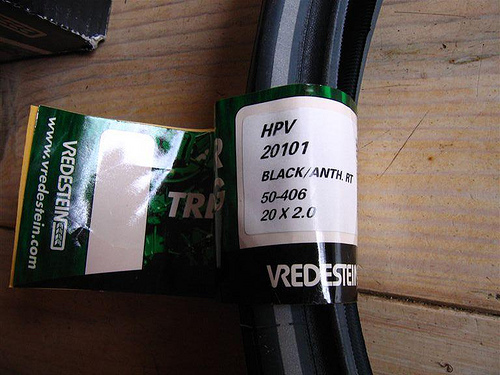 HPV
20101
BLACK/ANTH. RT
50-406
20 X 2.0
VREDESTEIN
VREDESTEIN
www.vredestein.com